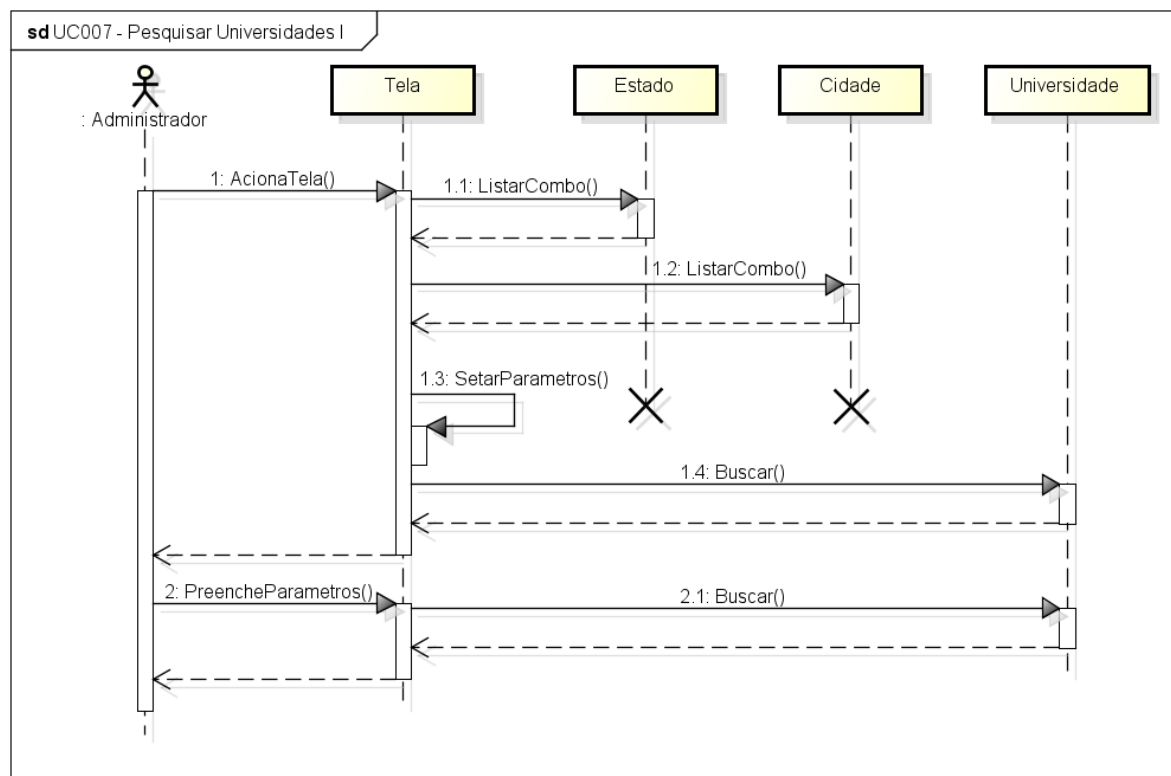 sd UC007 - Pesquisar Universidades I
: Administrador
Tela
Estado
Cidade
Universidade
1: AcionaTela()
1.1: ListarCombo()
1.2: ListarCombo()
1.3: SetarParametros()
1.4: Buscar()
2: PreencheParametros()
2.1: Buscar()